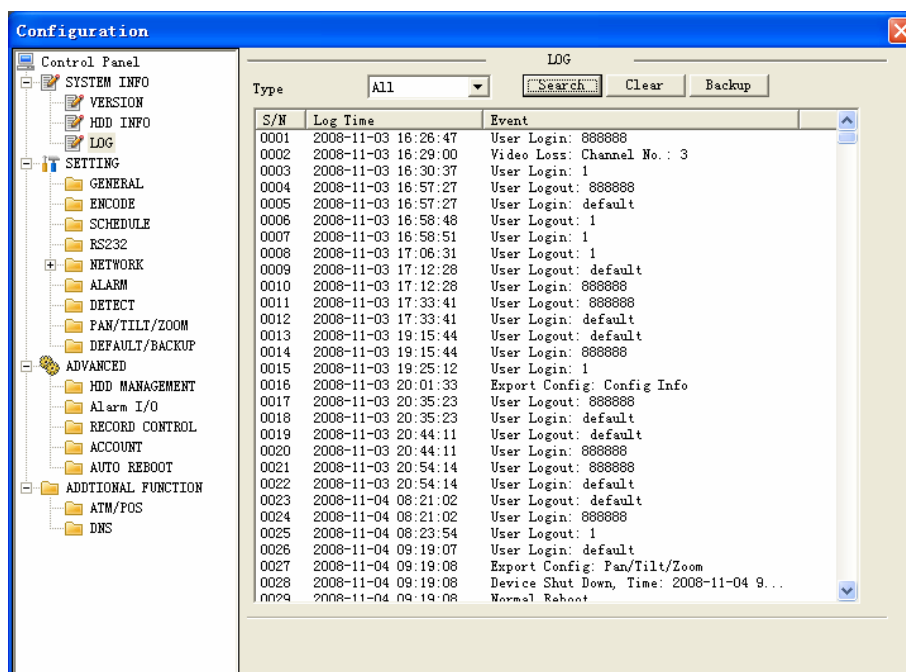 Configuration
Control Panel
SYSTEM INFO
VERSION
HDD INFO
LOG
SETTING
GENERAL
ENCODE
SCHEDULE
RS232
NETWORK
ALARM
DETECT
PAN/TILT/ZOOM
DEFAULT/BACKUP
ADVANCED
HDD MANAGEMENT
Alarm I/O
RECORD CONTROL
ACCOUNT
AUTO REBOOT
ADDTIONAL FUNCTION
ATM/POS
DNS
LOG
Type All Search Clear Backup
S/N Log Time Event
0001 2008-11-03 16:26:47 User Login: 888888
0002 2008-11-03 16:29:00 Video Loss: Channel No.: 3
0003 2008-11-03 16:30:37 User Login: 1
0004 2008-11-03 16:57:27 User Logout: 888888
0005 2008-11-03 16:57:27 User Login: default
0006 2008-11-03 16:58:48 User Logout: 1
0007 2008-11-03 16:58:51 User Login: 1
0008 2008-11-03 17:06:31 User Logout: 1
0009 2008-11-03 17:12:28 User Logout: default
0010 2008-11-03 17:12:28 User Login: 888888
0011 2008-11-03 17:33:41 User Logout: 888888
0012 2008-11-03 17:33:41 User Login: default
0013 2008-11-03 19:15:44 User Logout: default
0014 2008-11-03 19:15:44 User Login: 888888
0015 2008-11-03 19:25:12 User Login: 1
0016 2008-11-03 20:01:33 Export Config: Config Info
0017 2008-11-03 20:35:23 User Logout: 888888
0018 2008-11-03 20:35:23 User Login: default
0019 2008-11-03 20:44:11 User Logout: default
0020 2008-11-03 20:44:11 User Login: 888888
0021 2008-11-03 20:54:14 User Logout: 888888
0022 2008-11-03 20:54:14 User Login: default
0023 2008-11-04 08:21:02 User Logout: default
0024 2008-11-04 08:21:02 User Login: 888888
0025 2008-11-04 08:23:54 User Logout: 1
0026 2008-11-04 09:19:07 User Login: default
0027 2008-11-04 09:19:08 Export Config: Pan/Tilt/Zoom
0028 2008-11-04 09:19:08 Device Shut Down, Time: 2008-11-04 9...
0029 2008-11-04 09:19:08 Normal Reboot